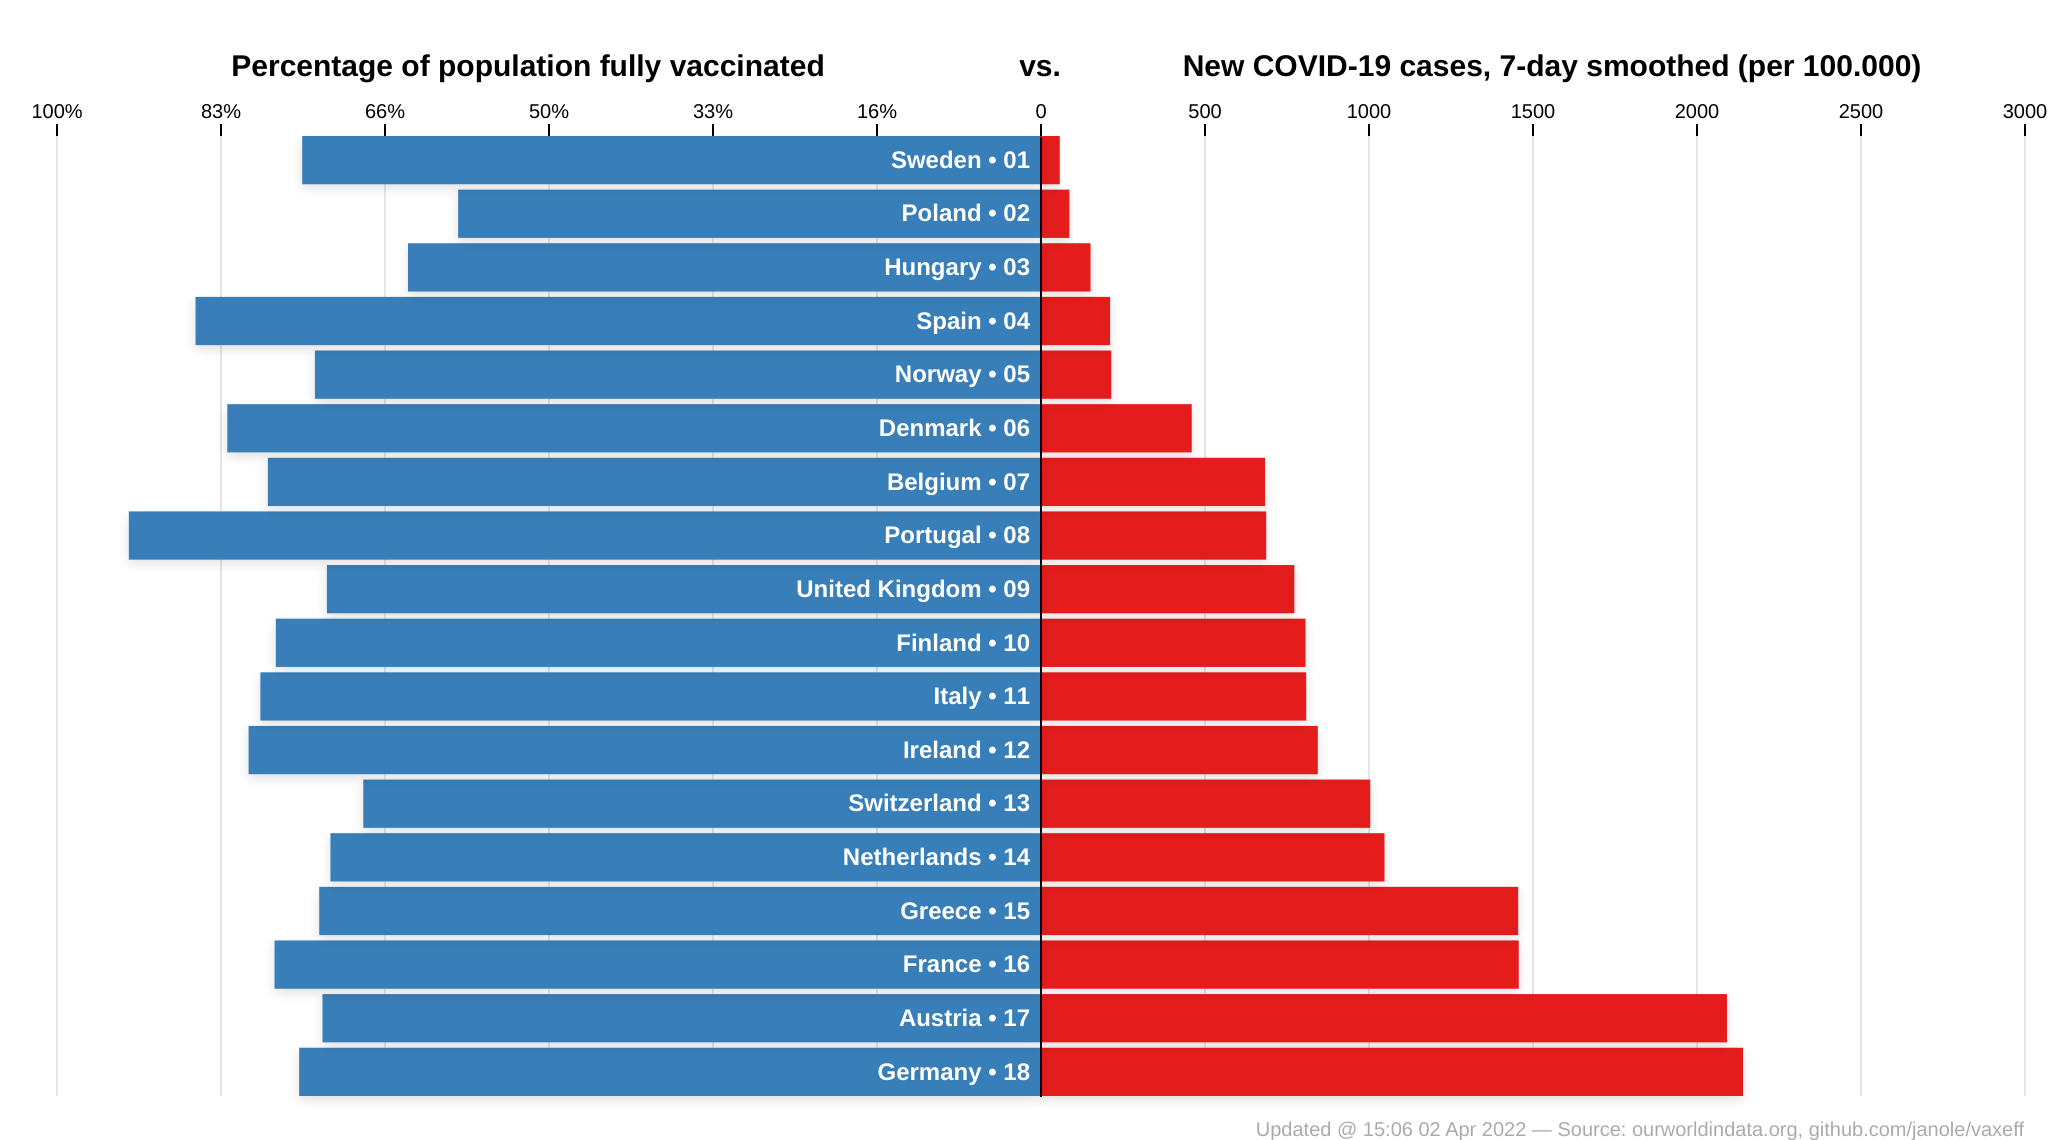 Percentage of population fully vaccinated vs. New COVID-19 cases, 7-day smoothed (per 100.000)
100% 83% 66% 50% 33% 16% 0 500 1000 1500 2000 2500 3000
Sweden • 01
Poland • 02
Hungary • 03
Spain • 04
Norway • 05
Denmark • 06
Belgium • 07
Portugal • 08
United Kingdom • 09
Finland • 10
Italy • 11
Ireland • 12
Switzerland • 13
Netherlands • 14
Greece • 15
France • 16
Austria • 17
Germany • 18
Updated @ 15:06 02 Apr 2022 — Source: ourworldindata.org, github.com/janole/vaxeff